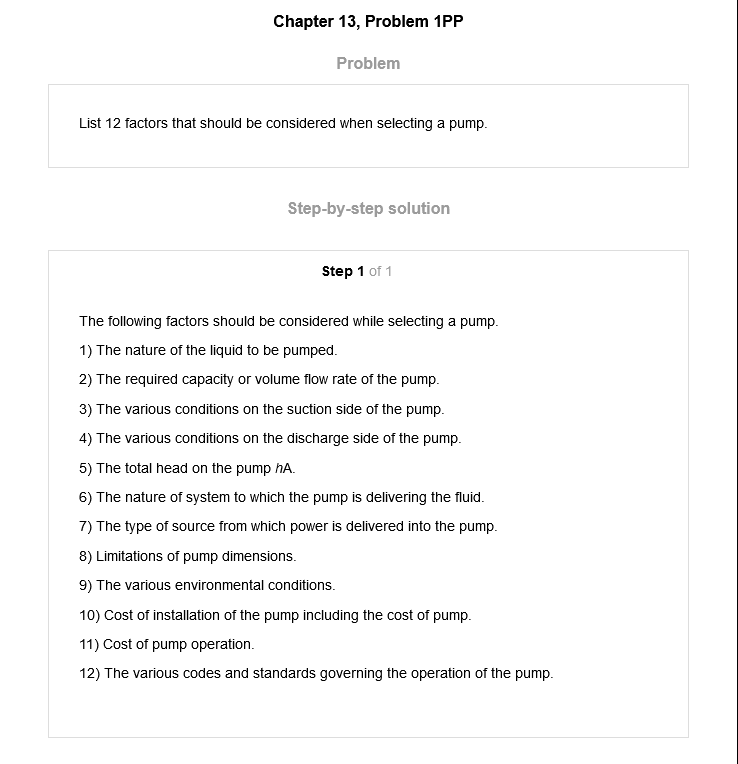 Chapter 13, Problem 1PP
Problem
List 12 factors that should be considered when selecting a pump.
Step-by-step solution
Step 1 of 1
The following factors should be considered while selecting a pump.
1) The nature of the liquid to be pumped.
2) The required capacity or volume flow rate of the pump.
3) The various conditions on the suction side of the pump.
4) The various conditions on the discharge side of the pump.
5) The total head on the pump hA.
6) The nature of system to which the pump is delivering the fluid.
7) The type of source from which power is delivered into the pump.
8) Limitations of pump dimensions.
9) The various environmental conditions.
10) Cost of installation of the pump including the cost of pump.
11) Cost of pump operation.
12) The various codes and standards governing the operation of the pump.